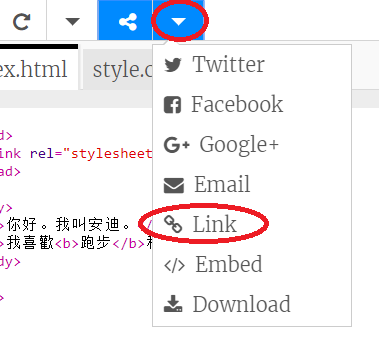 ex.html
style.c
Twitter
Facebook
G+ Google+
Email
Link
</> Embed
Download
d>
ink rel="stylesheet
ad>
y>
>你好。我叫安迪。</
>我喜歡<b>跑步</b>
dy>
>